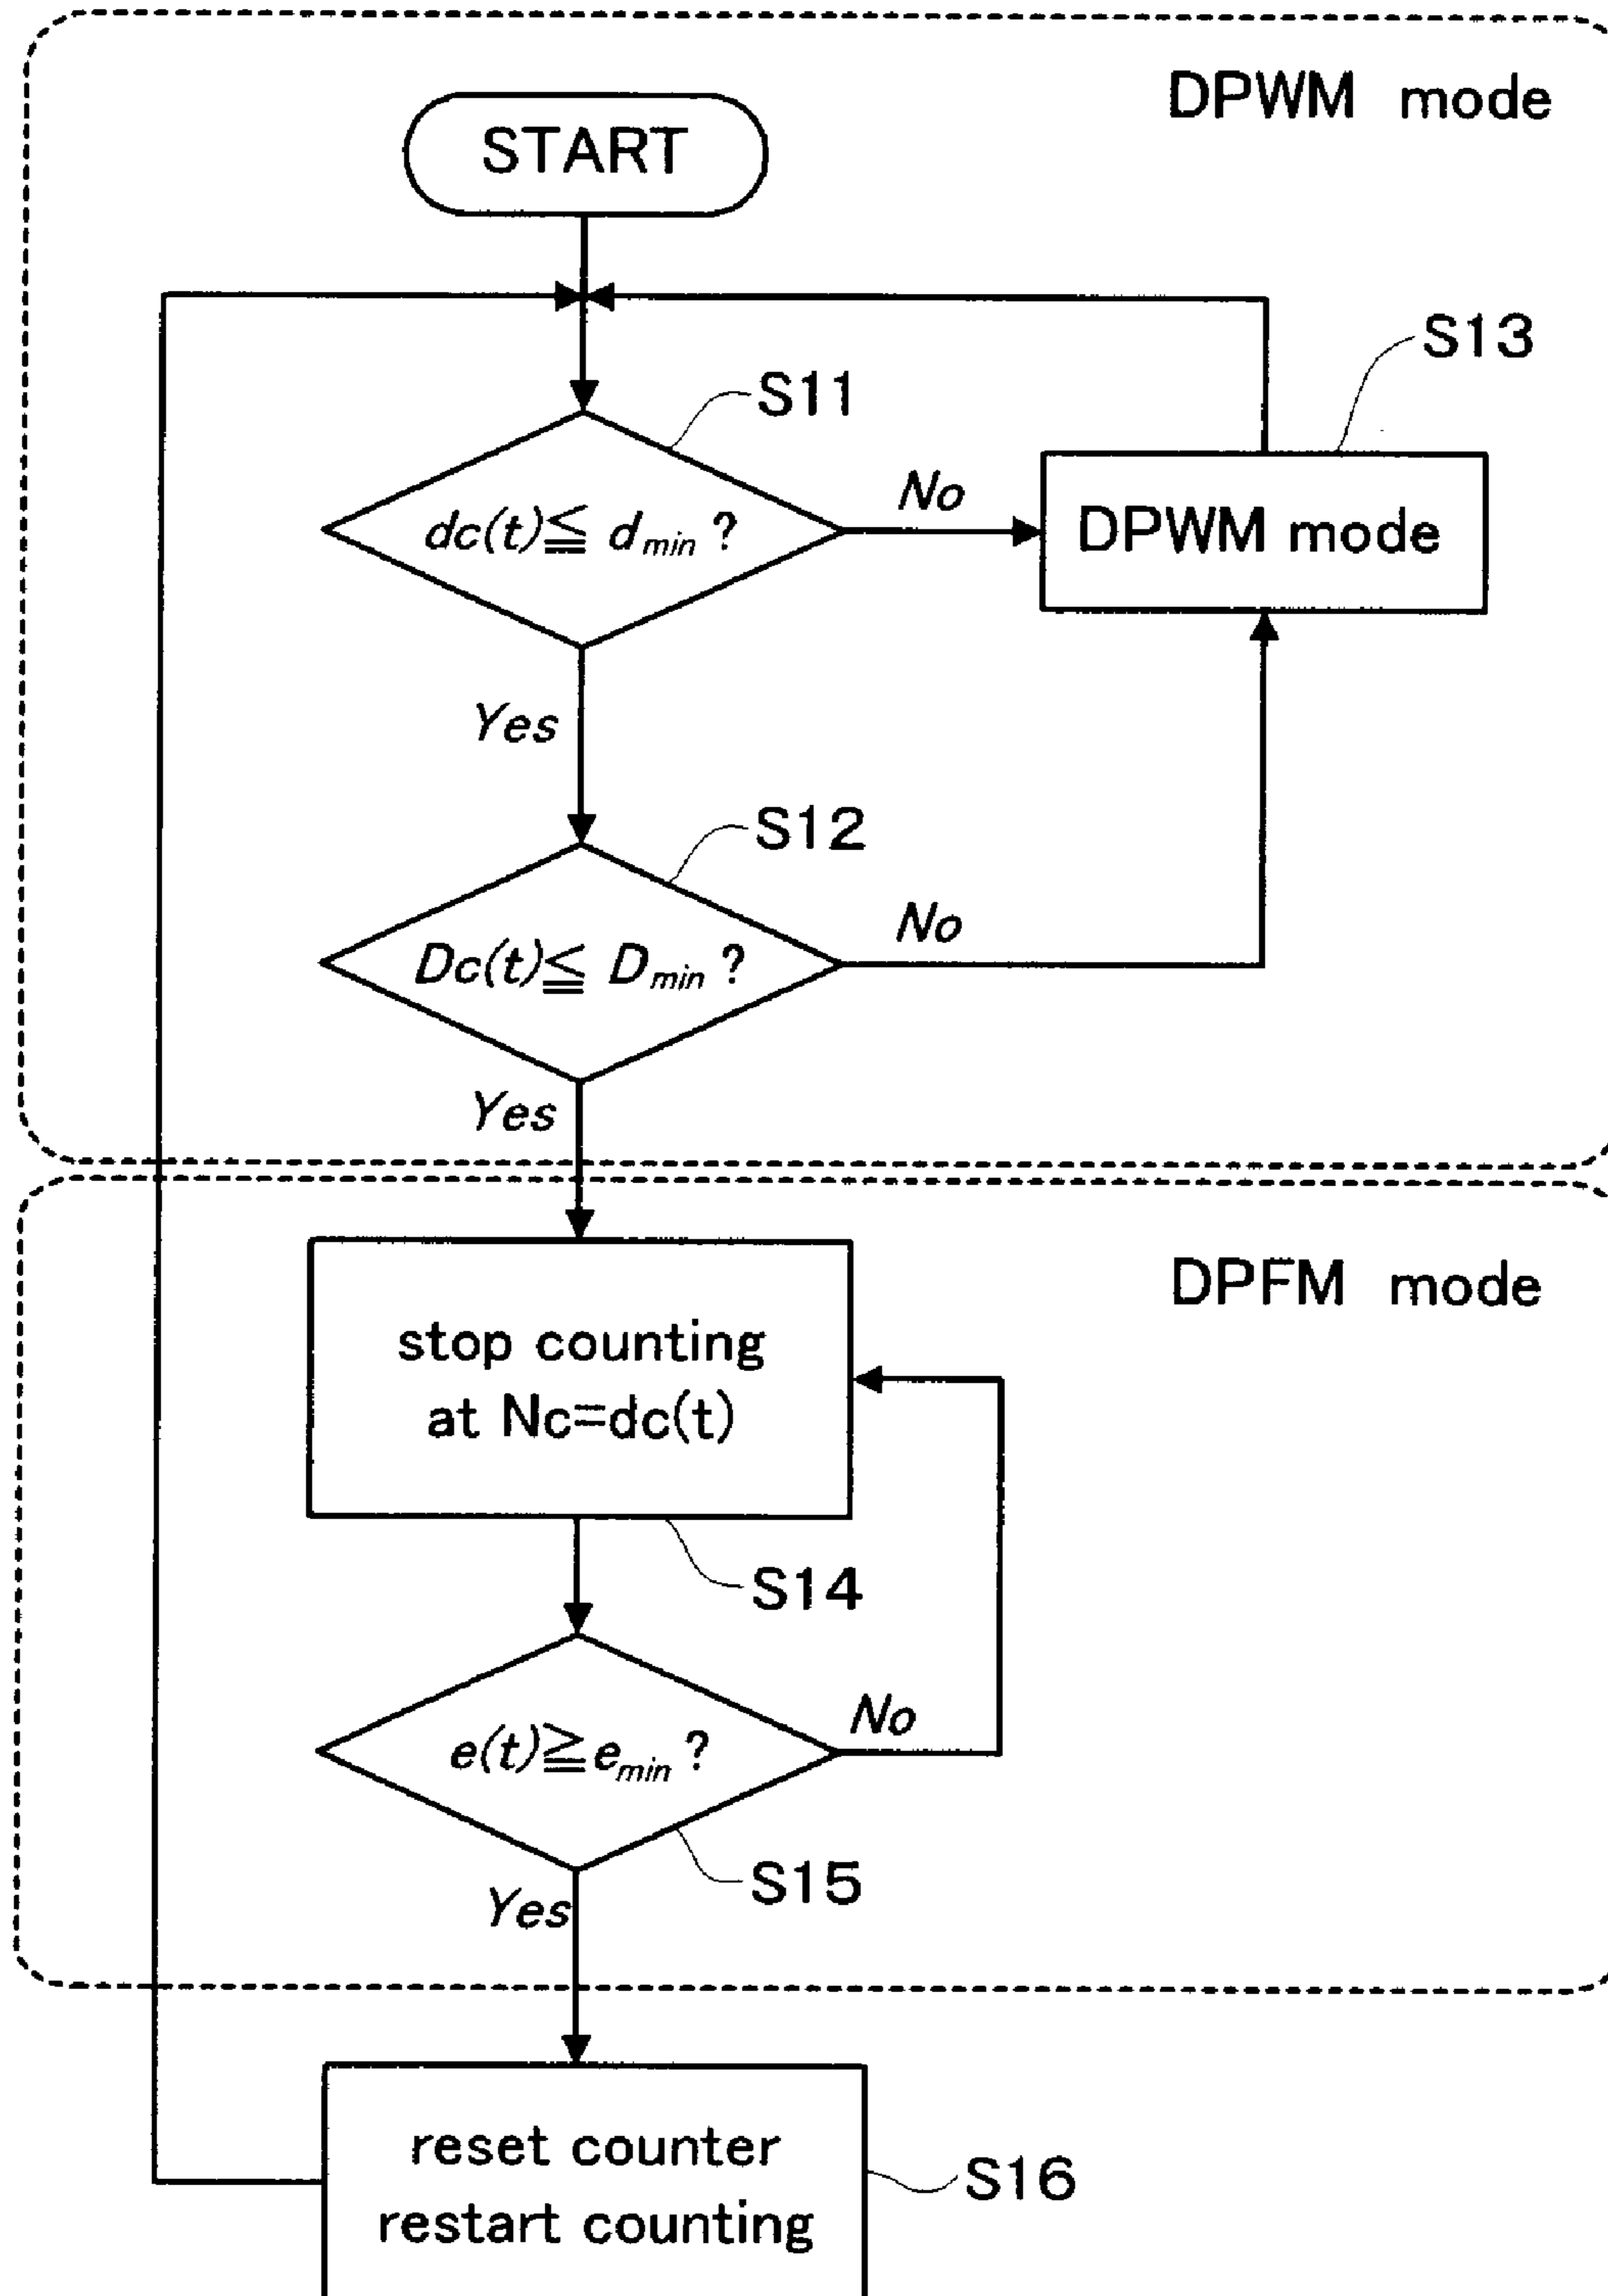 DPWM mode
START
S13
S11
No
dc(t)≦ dmin ?
DPWM mode
Yes
S12
No
Dc(t)≦ Dmin ?
Yes
DPFM mode
stop counting
at Nc=dc(t)
S14
No
e(t)≧emin ?
S15
Yes
reset counter
restart counting
S16